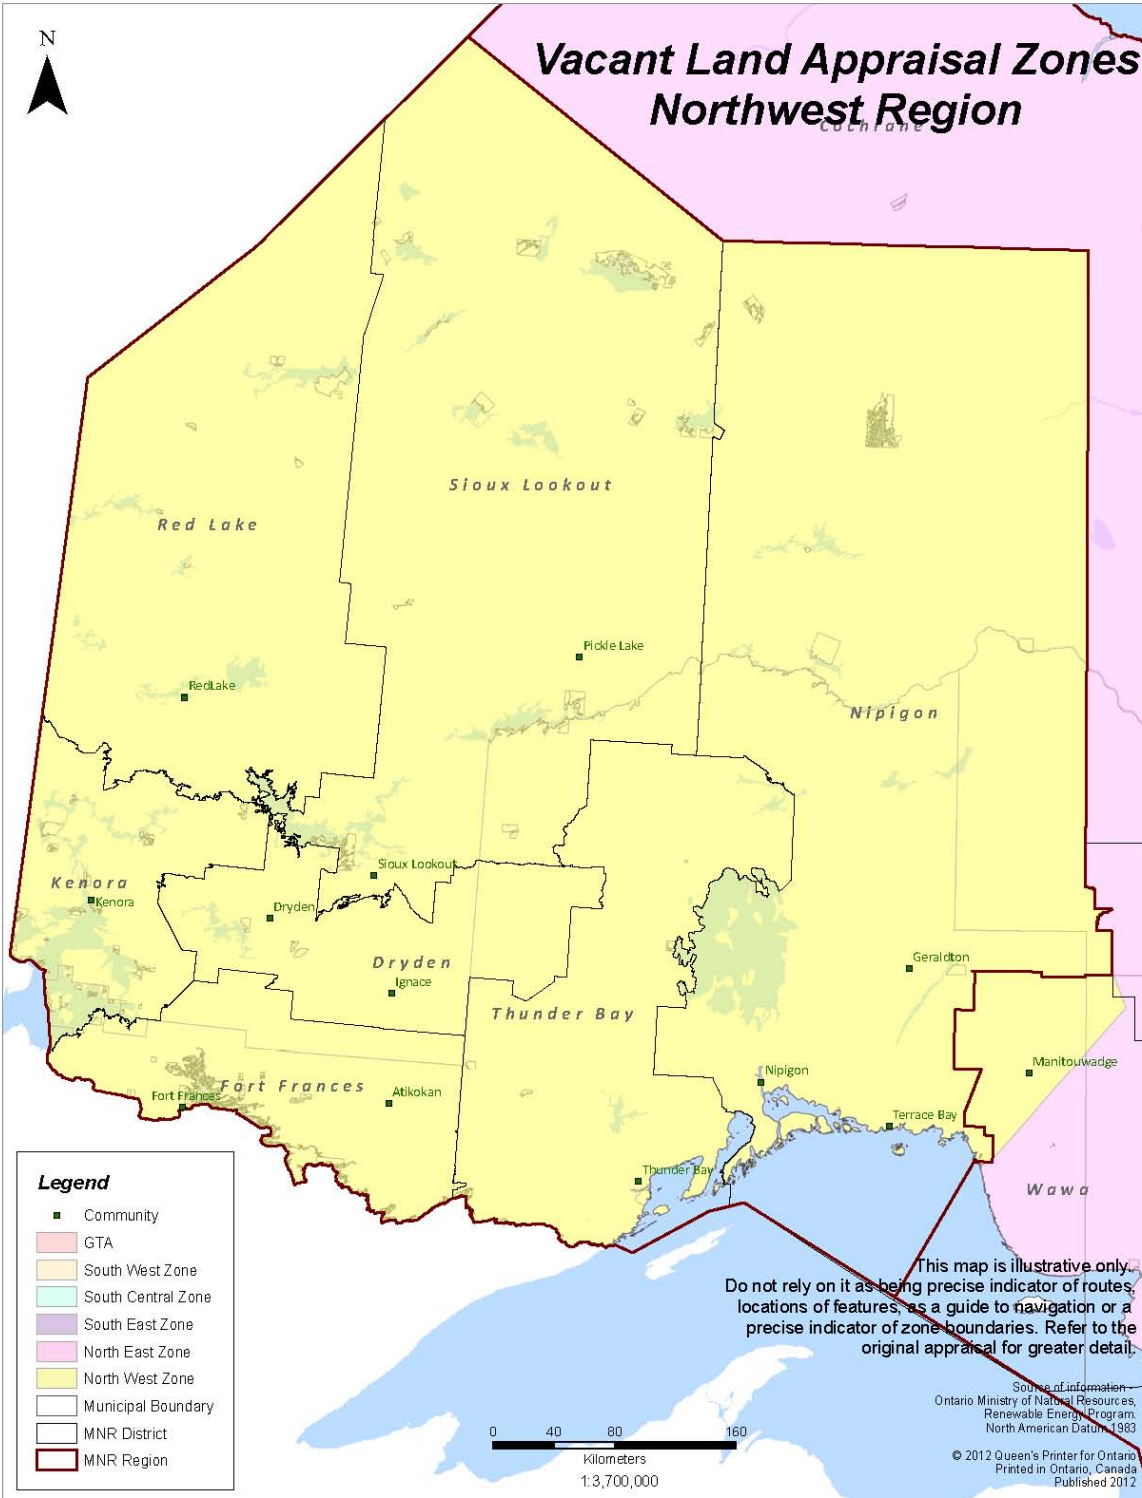 N
Vacant Land Appraisal Zones
Northwest Region
Cochrane
Sioux Lookout
Red Lake
Pickle Lake
RedLake
Nipigon
Sioux Lookout
Kenora
Kenora
Dryden
Geraldton
Dryden
Ignace
Thunder Bay
Manitouwadge
Nipigon
Fort Frances
Atikokan
Fort Frances
Terrace Bay
Thunder Bay
Wawa
Legend
Community
GTA
South West Zone
South Central Zone
South East Zone
North East Zone
North West Zone
Municipal Boundary
MNR District
MNR Region
This map is illustrative only.
Do not rely on it as being precise indicator of routes,
locations of features, as a guide to navigation or a
precise indicator of zone boundaries. Refer to the
original appraisal for greater detail.
Source of information -
Ontario Ministry of Natural Resources,
Renewable Energy Program.
North American Datum 1983
0 40 80 160
Kilometers
1:3,700,000
© 2012 Queen's Printer for Ontario
Printed in Ontario, Canada
Published 2012